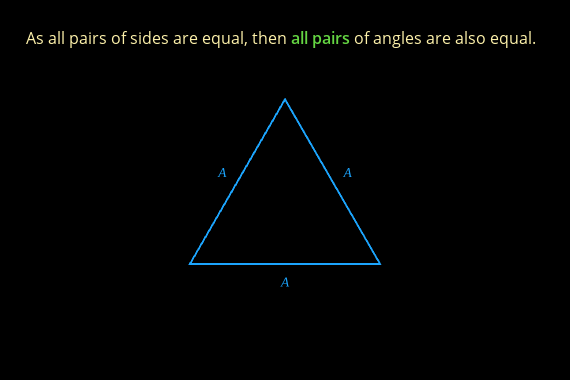 As all pairs of sides are equal, then all pairs of angles are also equal.
A A
A